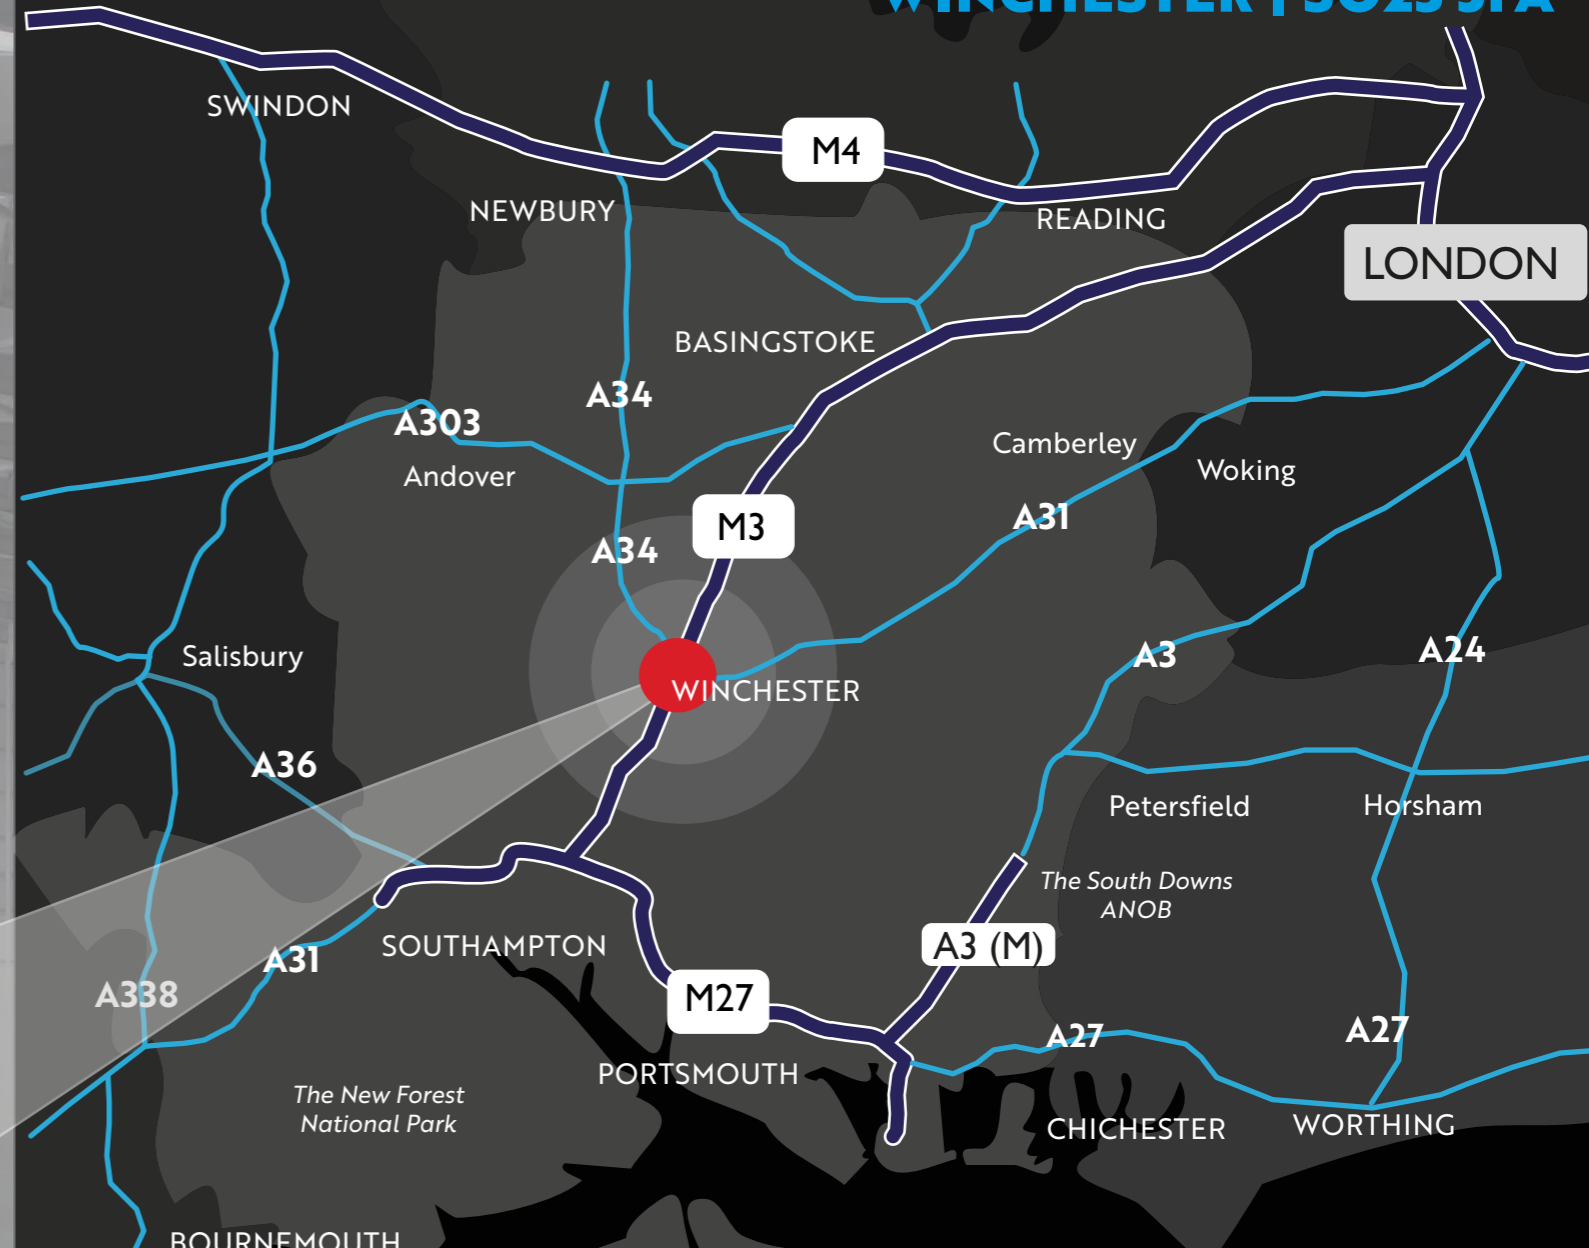 SWINDON
M4
NEWBURY
READING
LONDON
BASINGSTOKE
A34
A303
Andover
Camberley
Woking
M3
A31
A34
Salisbury
WINCHESTER
A3
A24
A36
Petersfield
Horsham
The South Downs
ANOB
A3 (M)
SOUTHAMPTON
A31
A338
M27
A27
A27
PORTSMOUTH
The New Forest
National Park
CHICHESTER
WORTHING
BOURNEMOUTH